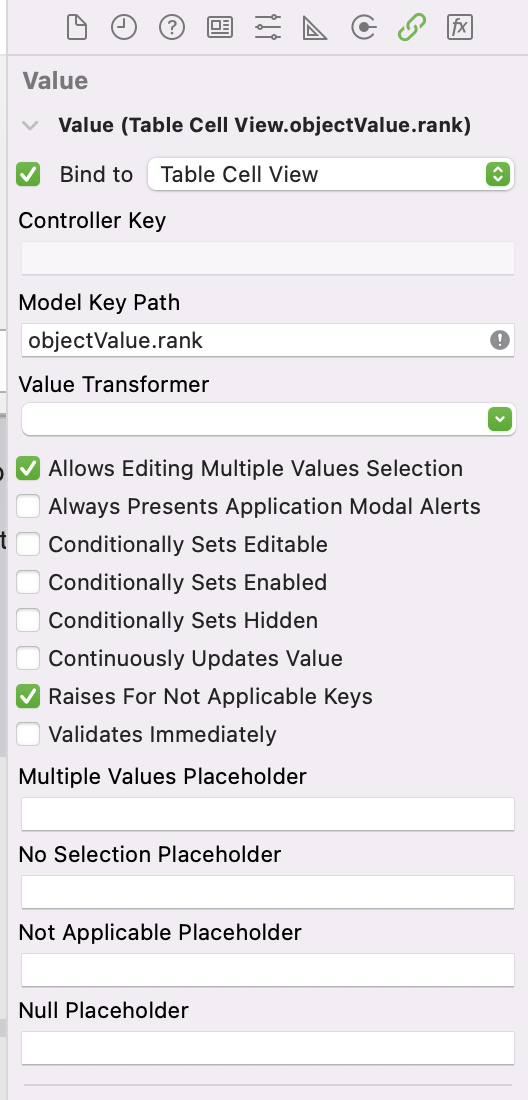 Value
Value (Table Cell View.objectValue.rank)
Bind to Table Cell View
Controller Key
Model Key Path
objectValue.rank
Value Transformer
Allows Editing Multiple Values Selection
Always Presents Application Modal Alerts
Conditionally Sets Editable
Conditionally Sets Enabled
Conditionally Sets Hidden
Continuously Updates Value
Raises For Not Applicable Keys
Validates Immediately
Multiple Values Placeholder
No Selection Placeholder
Not Applicable Placeholder
Null Placeholder